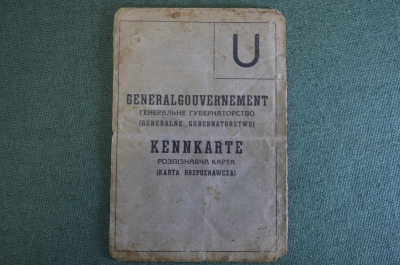 U
GENERALGOUVERNEMENT
ГЕНЕРАЛЬНЕ ГУБЕРНАТОРСТВО
(GENERALNE GUBERNATORSTWO)
KENNKARTE
РОЗПІЗНАВЧА КАРТА
(KARTA ROZPOZNAWCZA)